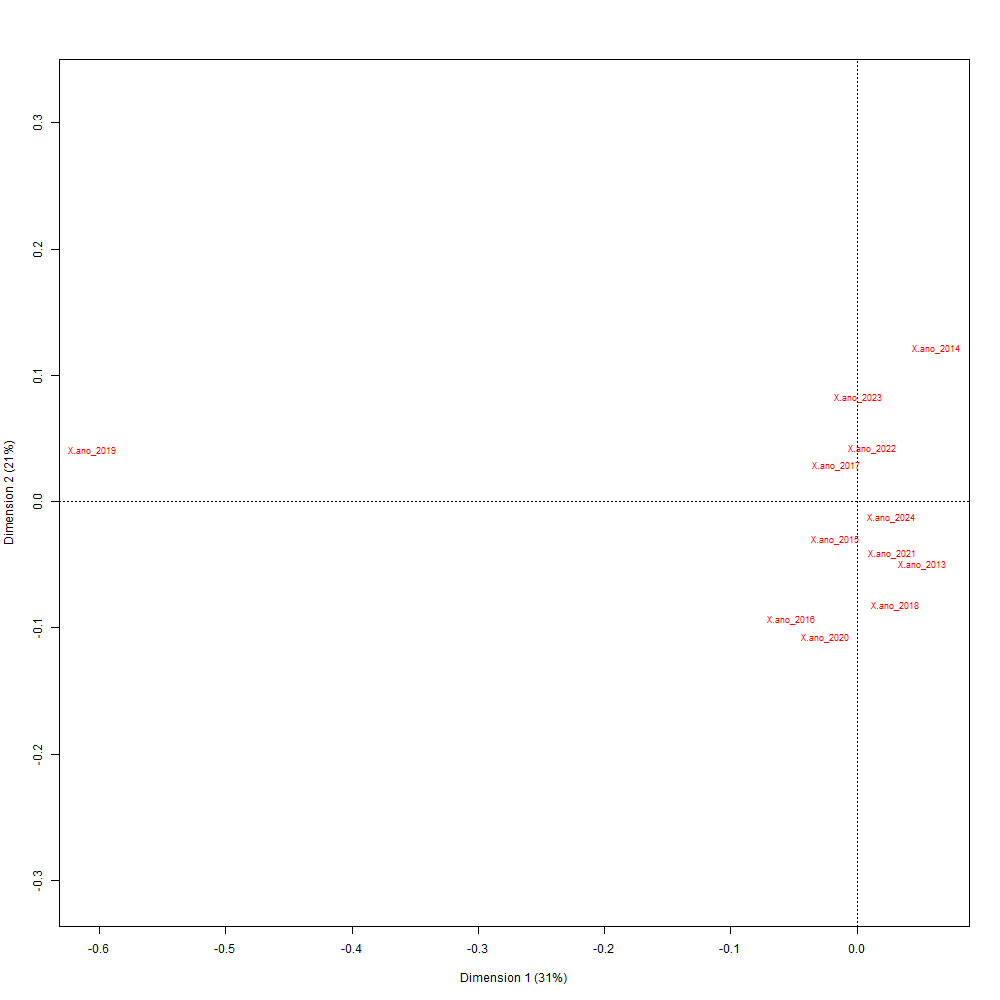 0.3
0.2
0.1
0.0
-0.1
-0.2
-0.3
Dimension 2 (21%)
X.ano_2014
X.ano_2023
X.ano_2022
X.ano_2019
X.ano_2017
X.ano_2024
X.ano_2015
X.ano_2021
X.ano_2013
X.ano_2018
X.ano_2016
X.ano_2020
-0.6 -0.5 -0.4 -0.3 -0.2 -0.1 0.0
Dimension 1 (31%)